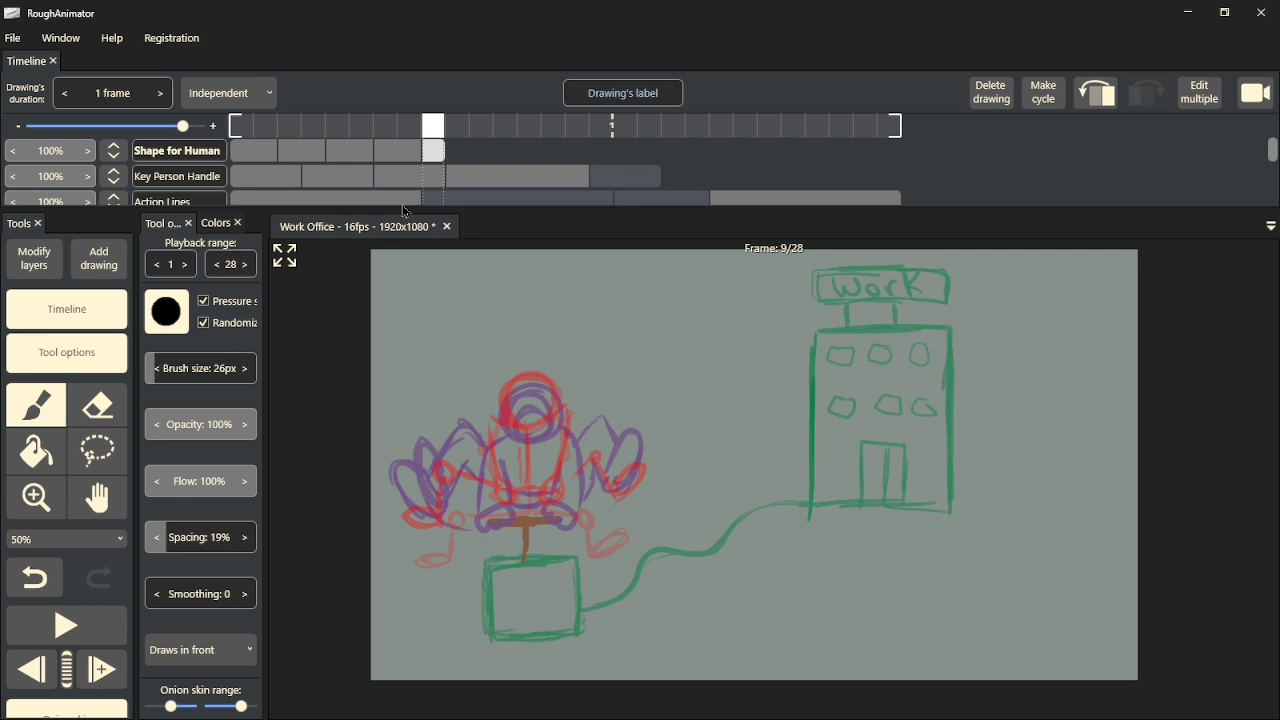 RoughAnimator
File Window Help Registration
Timeline
Drawing's duration: < 1 frame > Independent Drawing's label Delete drawing Make cycle Edit multiple
- +
1
< 100% > Shape for Human
< 100% > Key Person Handle
< 100% > Action Lines
Tools Tool o... Colors Work Office - 16fps - 1920x1080 *
Modify layers Add drawing Playback range: Frame: 9/28
< 1 > < 28 >
Timeline Pressure s
Randomiz
Tool options
< Brush size: 26px >
< Opacity: 100% >
< Flow: 100% >
50% < Spacing: 19% >
< Smoothing: 0 >
Draws in front
Onion skin range:
Work